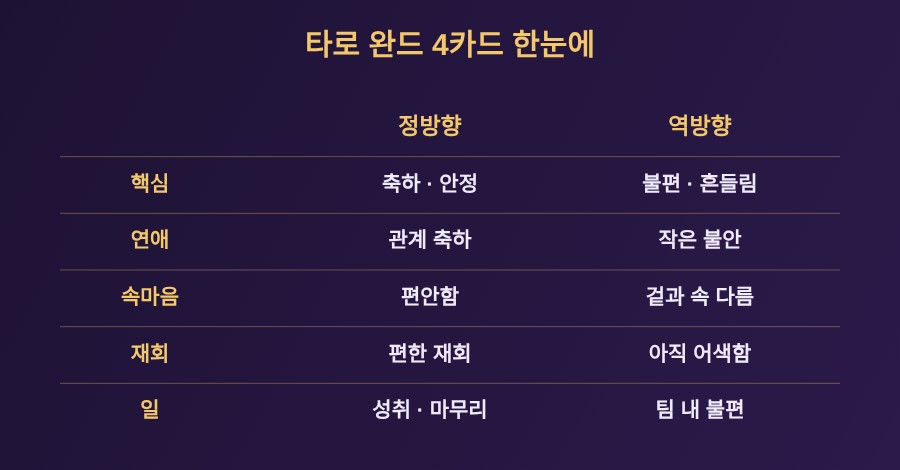 타로 완드 4카드 한눈에
정방향 역방향
핵심 축하 · 안정 불편 · 흔들림
연애 관계 축하 작은 불안
속마음 편안함 겉과 속 다름
재회 편한 재회 아직 어색함
일 성취 · 마무리 팀 내 불편